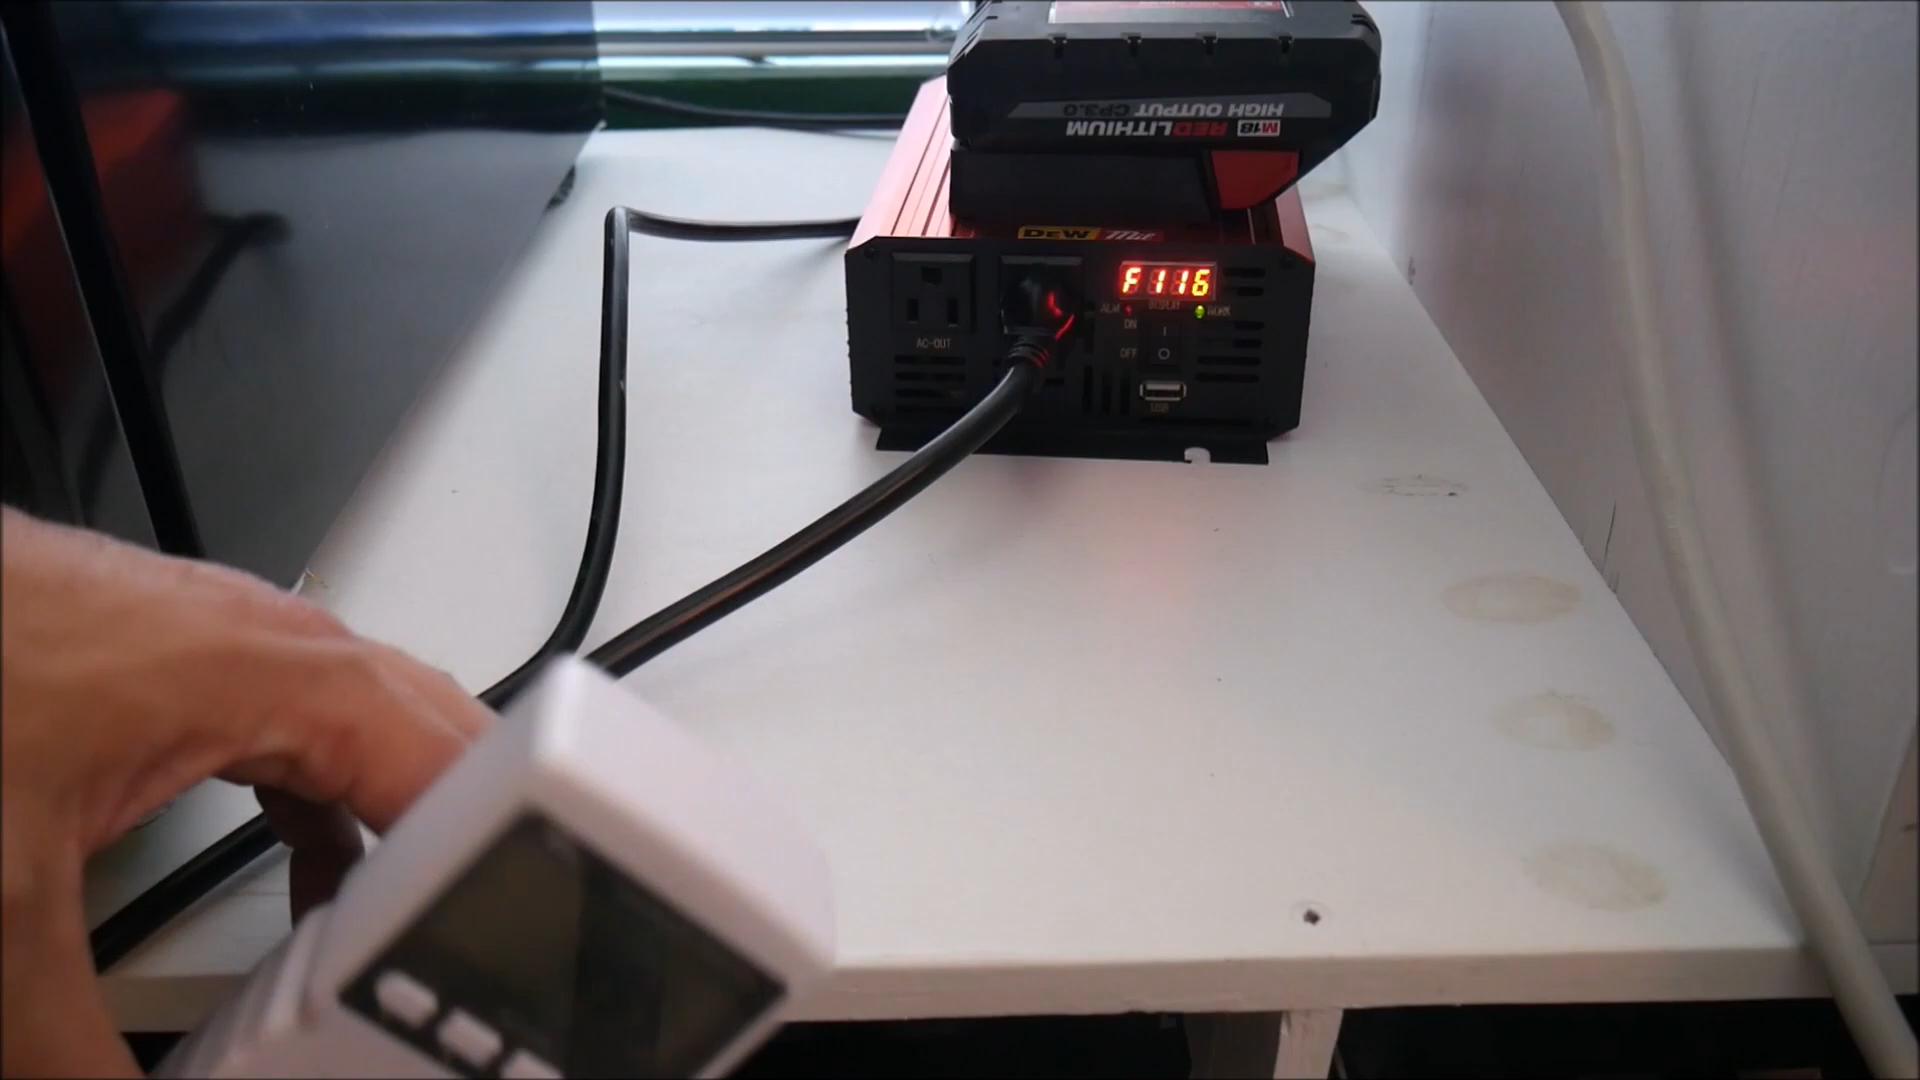 HIGH OUTPUT CP3.0
M18 REDLITHIUM
DEW Mil
F116
ALM DISPLAY WORK
ON
AC-OUT
OFF
USB